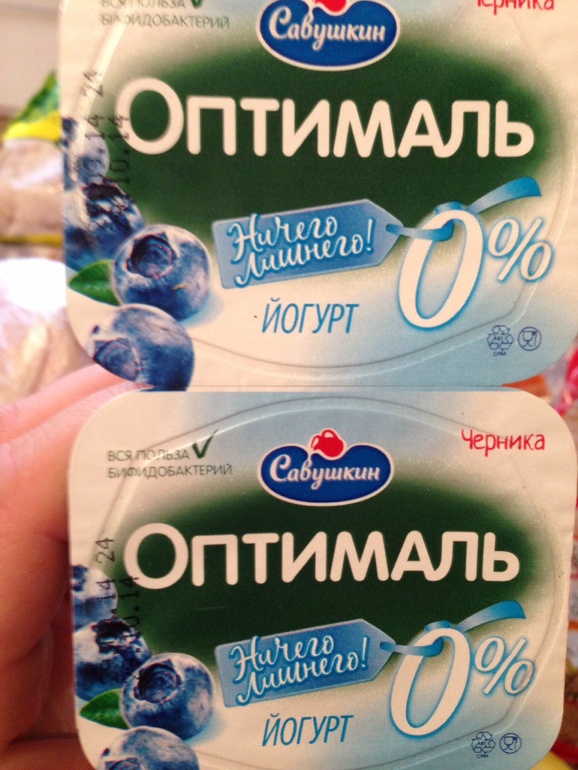 ВСЯ ПОЛЬЗА
БИФИДОБАКТЕРИЙ
Савушкин
Черника
ОПТИМАЛЬ
Ничего
Лишнего!
0%
ЙОГУРТ
ВСЯ ПОЛЬЗА
БИФИДОБАКТЕРИЙ
Савушкин
Черника
ОПТИМАЛЬ
Ничего
Лишнего!
0%
ЙОГУРТ